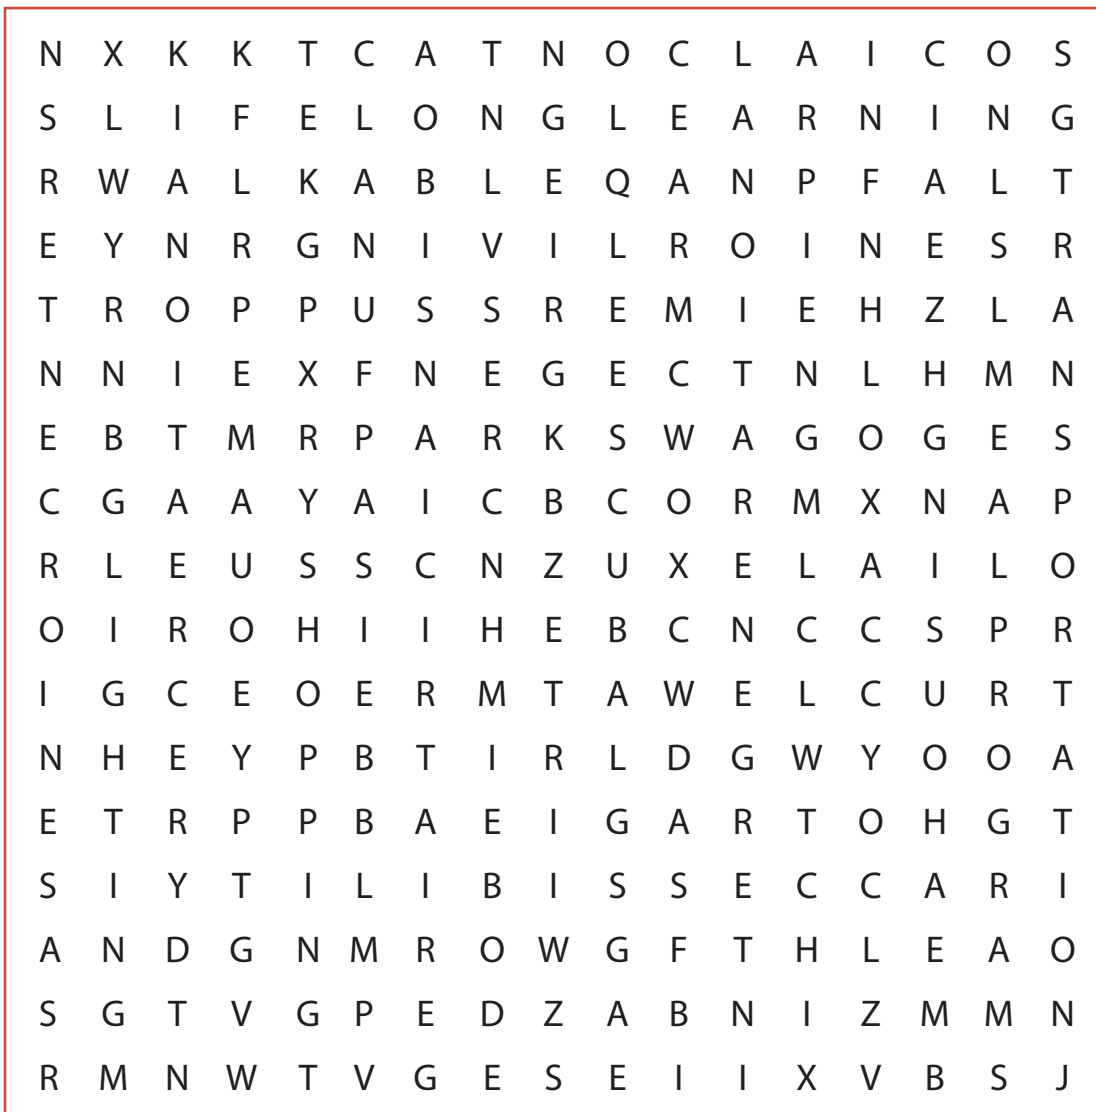 N X K K T C A T N O C L A I C O S
S L I F E L O N G L E A R N I N G
R W A L K A B L E Q A N P F A L T
E Y N R G N I V I L R O I N E S R
T R O P P U S S R E M I E H Z L A
N N I E X F N E G E C T N L H M N
E B T M R P A R K S W A G O G E S
C G A A Y A I C B C O R M X N A P
R L E U S S C N Z U X E L A I L O
O I R O H I I H E B C N C C S P R
I G C E O E R M T A W E L C U R T
N H E Y P B T I R L D G W Y O O A
E T R P P B A E I G A R T O H G T
S I Y T I L I B I S S E C C A R I
A N D G N M R O W G F T H L E A O
S G T V G P E D Z A B N I Z M M N
R M N W T V G E S E I I X V B S J